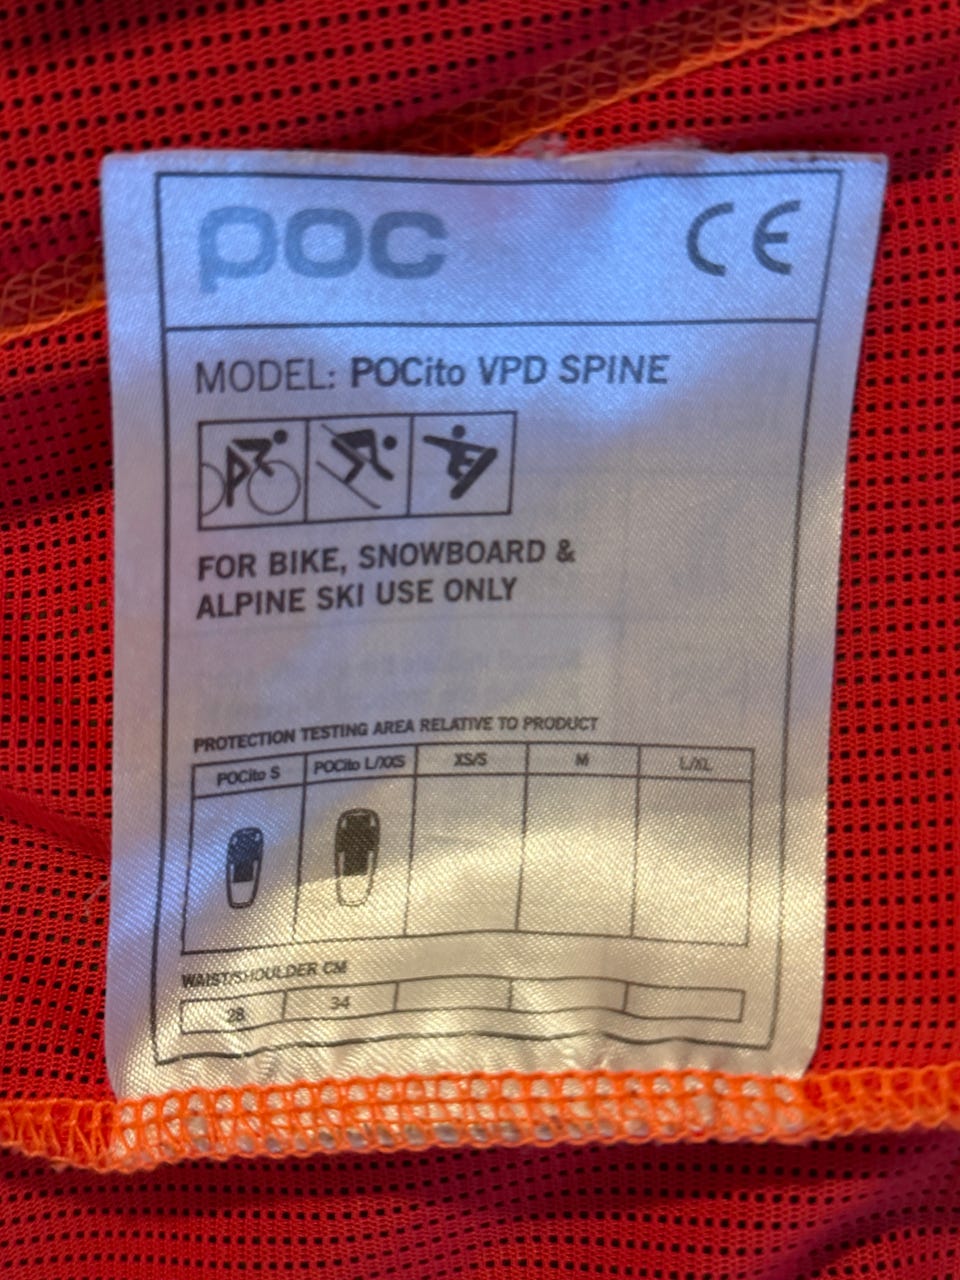 POC CE
MODEL: POCito VPD SPINE
FOR BIKE, SNOWBOARD &
ALPINE SKI USE ONLY
PROTECTION TESTING AREA RELATIVE TO PRODUCT
POCito S POCito L/XXS XS/S M L/XL
WAIST/SHOULDER CM
28 34